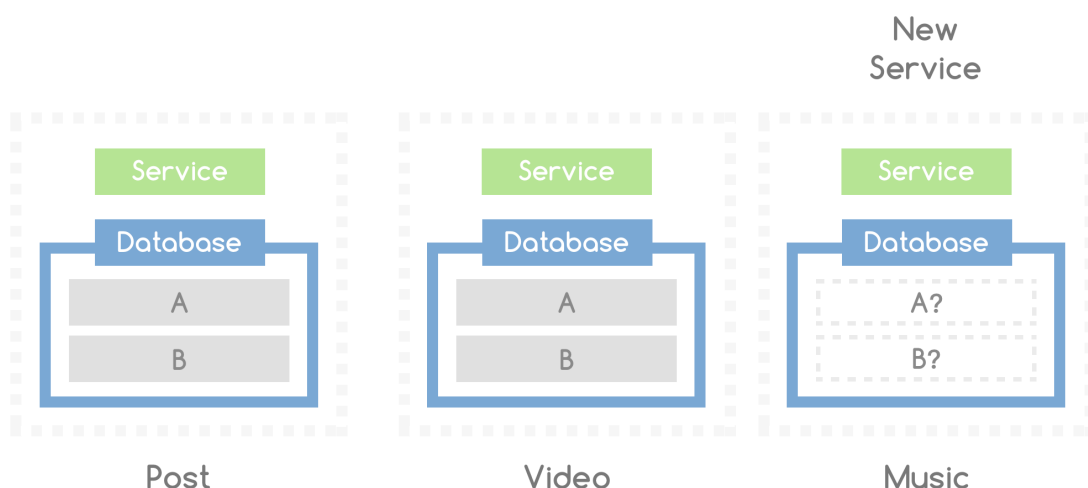 New
Service
Service
Database
A
B
Post
Service
Database
A
B
Video
Service
Database
A?
B?
Music